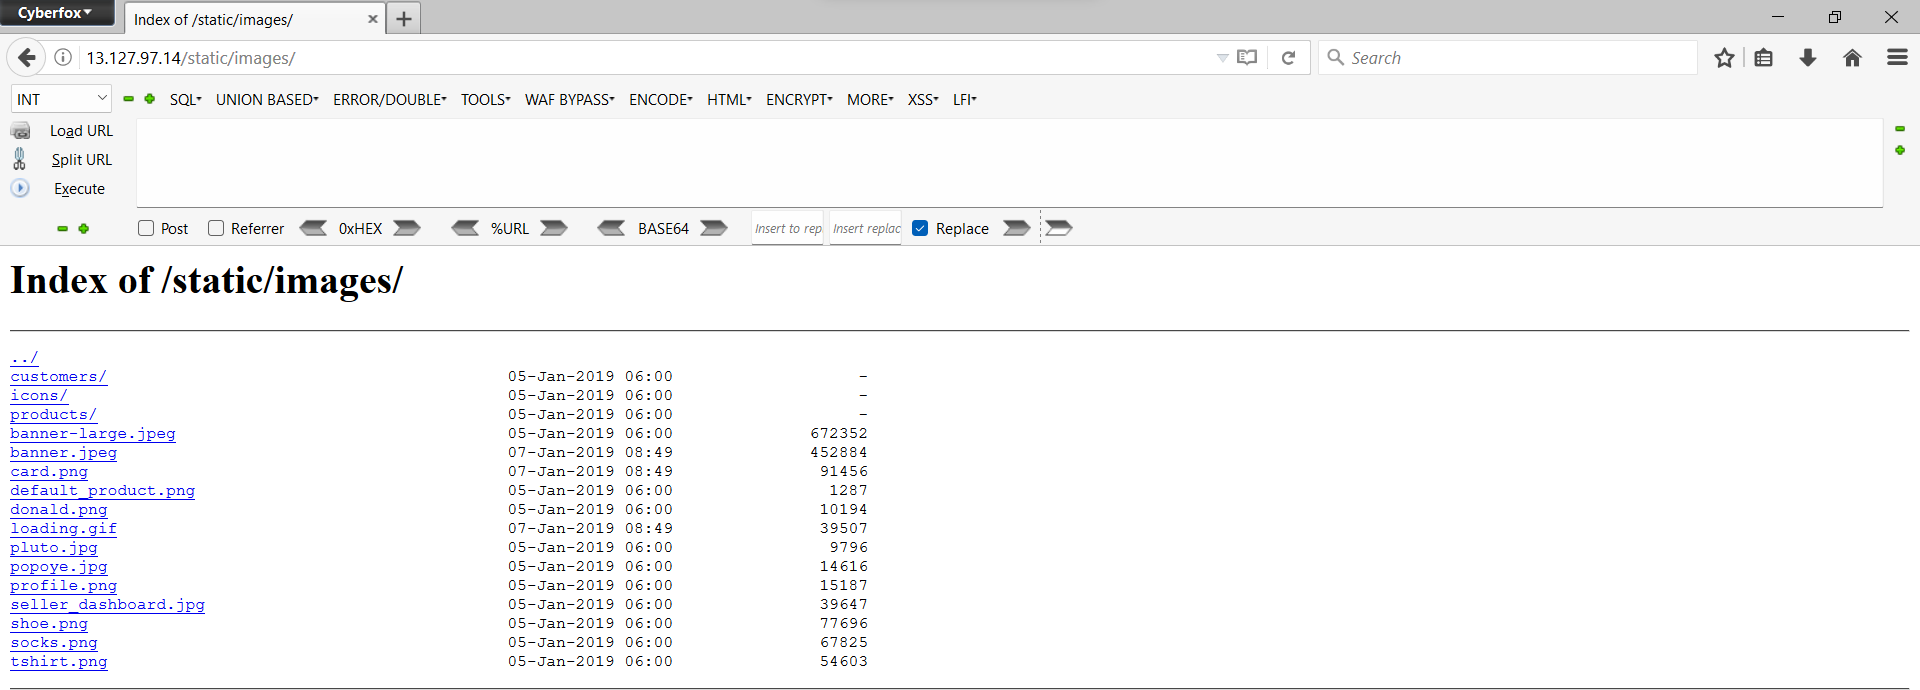 Cyberfox
Index of /static/images/
13.127.97.14/static/images/
Search
INT SQL UNION BASED ERROR/DOUBLE TOOLS WAF BYPASS ENCODE HTML ENCRYPT MORE XSS LFI
Load URL
Split URL
Execute
Post Referrer 0xHEX %URL BASE64 Insert to rep Insert replac Replace
Index of /static/images/
../
customers/ 05-Jan-2019 06:00 -
icons/ 05-Jan-2019 06:00 -
products/ 05-Jan-2019 06:00 -
banner-large.jpeg 05-Jan-2019 06:00 672352
banner.jpeg 07-Jan-2019 08:49 452884
card.png 07-Jan-2019 08:49 91456
default_product.png 05-Jan-2019 06:00 1287
donald.png 05-Jan-2019 06:00 10194
loading.gif 07-Jan-2019 08:49 39507
pluto.jpg 05-Jan-2019 06:00 9796
popoye.jpg 05-Jan-2019 06:00 14616
profile.png 05-Jan-2019 06:00 15187
seller_dashboard.jpg 05-Jan-2019 06:00 39647
shoe.png 05-Jan-2019 06:00 77696
socks.png 05-Jan-2019 06:00 67825
tshirt.png 05-Jan-2019 06:00 54603